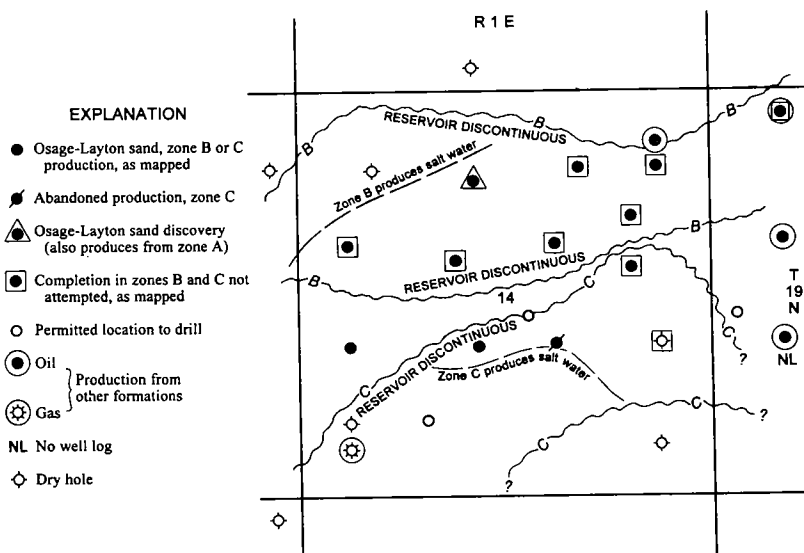 R 1 E
EXPLANATION
Osage-Layton sand, zone B or C
production, as mapped
Abandoned production, zone C
Osage-Layton sand discovery
(also produces from zone A)
Completion in zones B and C not
attempted, as mapped
Permitted location to drill
Oil
Production from
other formations
Gas
NL No well log
Dry hole
B
RESERVOIR DISCONTINUOUS
B
B
B
Zone B produces salt water
B
B
RESERVOIR DISCONTINUOUS
14
C
T
19
N
C
?
NL
RESERVOIR DISCONTINUOUS
C
Zone C produces salt water
C
C
?
?